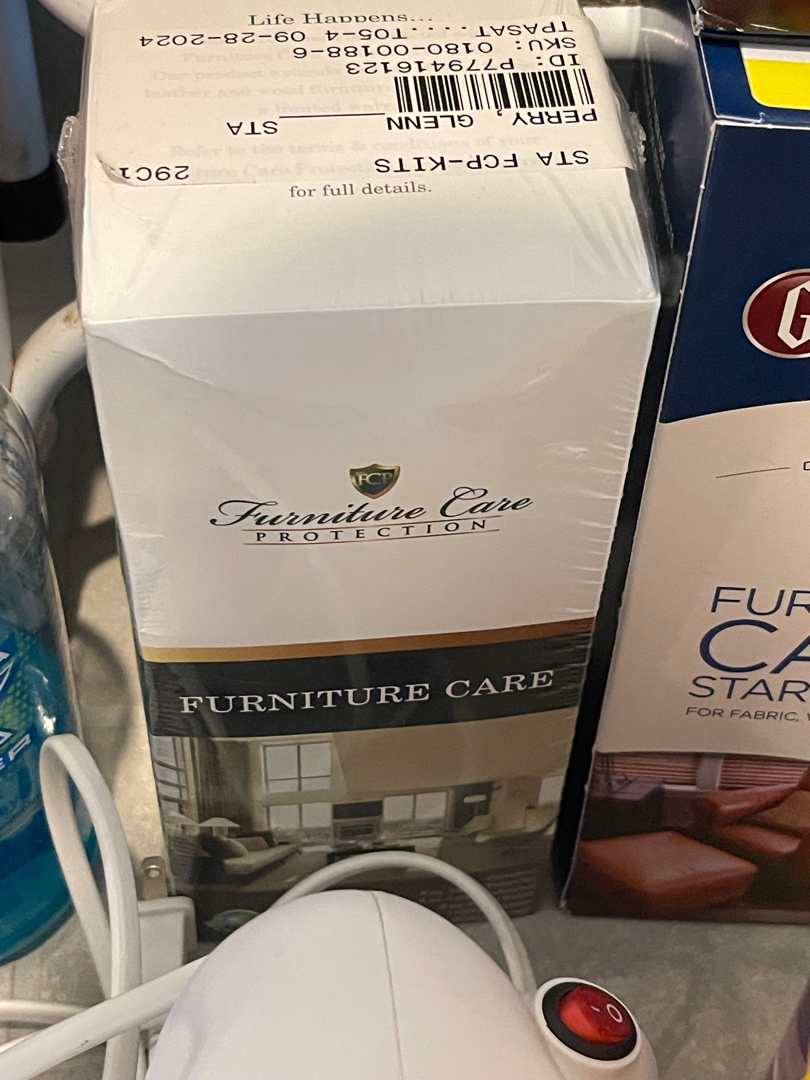 Life Happens...
TPASAT.....T05-4 09-28-2024
SKU: 0180-00188-6
ID: P779416123
PERRY, GLENN STA
STA FCP-KITS 29C1
for full details.
FCP
Furniture Care
PROTECTION
FURNITURE CARE
G
FUR
CA
STAR
FOR FABRIC,